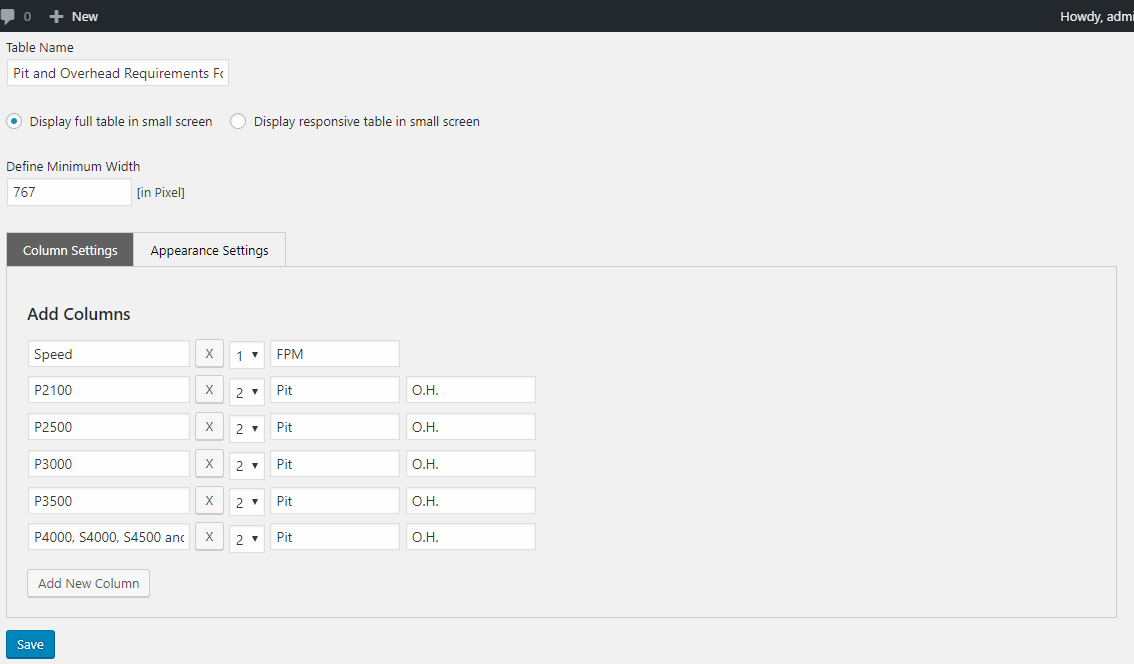 0 New Howdy, admi
Table Name
Pit and Overhead Requirements Fo
Display full table in small screen Display responsive table in small screen
Define Minimum Width
767 [in Pixel]
Column Settings Appearance Settings
Add Columns
Speed X 1 FPM
P2100 X 2 Pit O.H.
P2500 X 2 Pit O.H.
P3000 X 2 Pit O.H.
P3500 X 2 Pit O.H.
P4000, S4000, S4500 and X 2 Pit O.H.
Add New Column
Save